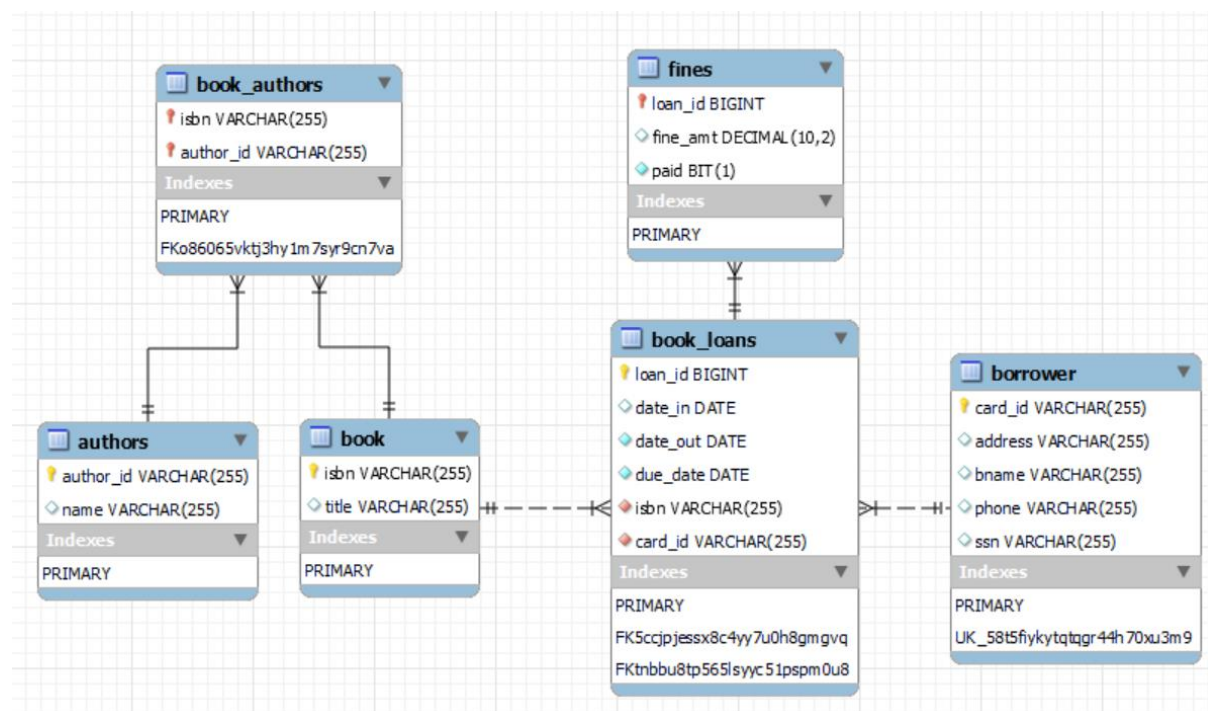 book_authors
isbn VARCHAR(255)
author_id VARCHAR(255)
Indexes
PRIMARY
FKo86065vktj3hy1m7syr9cn7va
fines
loan_id BIGINT
fine_amt DECIMAL(10,2)
paid BIT(1)
Indexes
PRIMARY
authors
author_id VARCHAR(255)
name VARCHAR(255)
Indexes
PRIMARY
book
isbn VARCHAR(255)
title VARCHAR(255)
Indexes
PRIMARY
book_loans
loan_id BIGINT
date_in DATE
date_out DATE
due_date DATE
isbn VARCHAR(255)
card_id VARCHAR(255)
Indexes
PRIMARY
FK5ccjpjessx8c4yy7u0h8gmgvq
FKtnbbu8tp565lsyyc51pspm0u8
borrower
card_id VARCHAR(255)
address VARCHAR(255)
bname VARCHAR(255)
phone VARCHAR(255)
ssn VARCHAR(255)
Indexes
PRIMARY
UK_58t5fiykytqtqgr44h70xu3m9